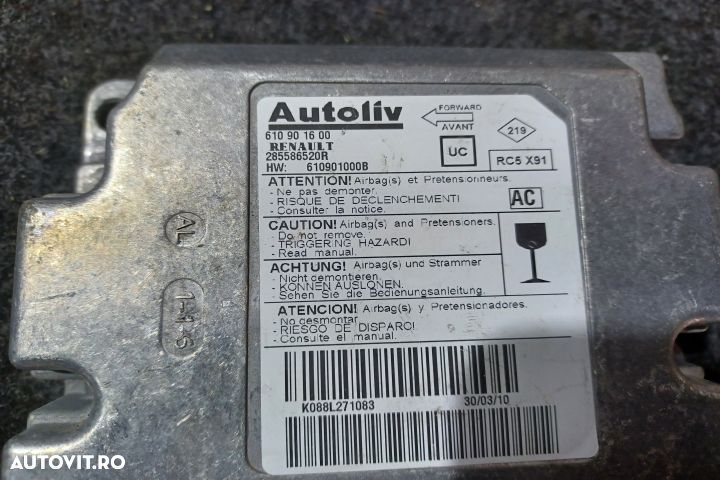 Autoliv
FORWARD
AVANT
219
610 90 16 00
RENAULT
285586520R
HW: 610901000B
UC
RC5 X91
ATTENTION! Airbag(s) et Pretensionneurs.
- Ne pas demonter.
- RISQUE DE DECLENCHEMENTI
- Consulter la notice.
AC
CAUTION! Airbag(s) and Pretensioners.
- Do not remove.
- TRIGGERING HAZARDI
- Read manual.
ACHTUNG! Airbag(s) und Strammer
- Nicht demontieren.
- KONNEN AUSLONEN.
- Sehen Sie die Bedienungsanleitung.
ATENCION! Airbag(s) y Pretensionadores.
- No desmontar
- RIESGO DE DISPARO!
- Consulte el manual.
K088L271083
30/03/10
AL
AUTOVIT.RO